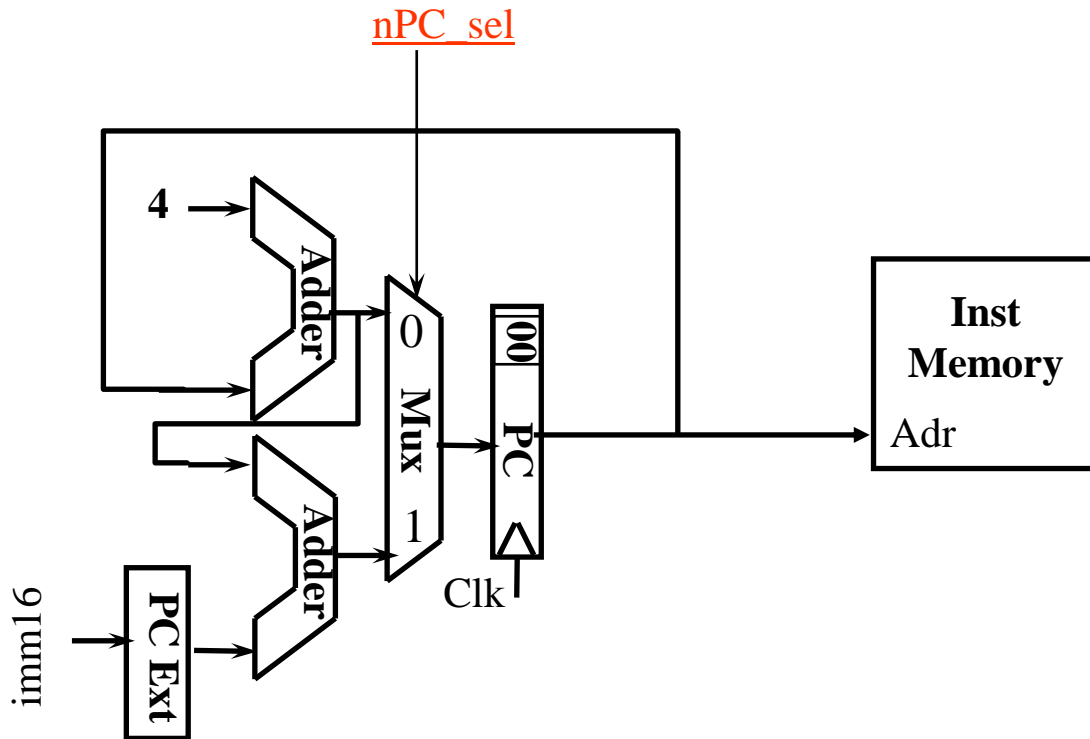 nPC_sel
4
Adder
0
Mux
1
00
PC
Clk
Adder
imm16
PC Ext
Inst
Memory
Adr